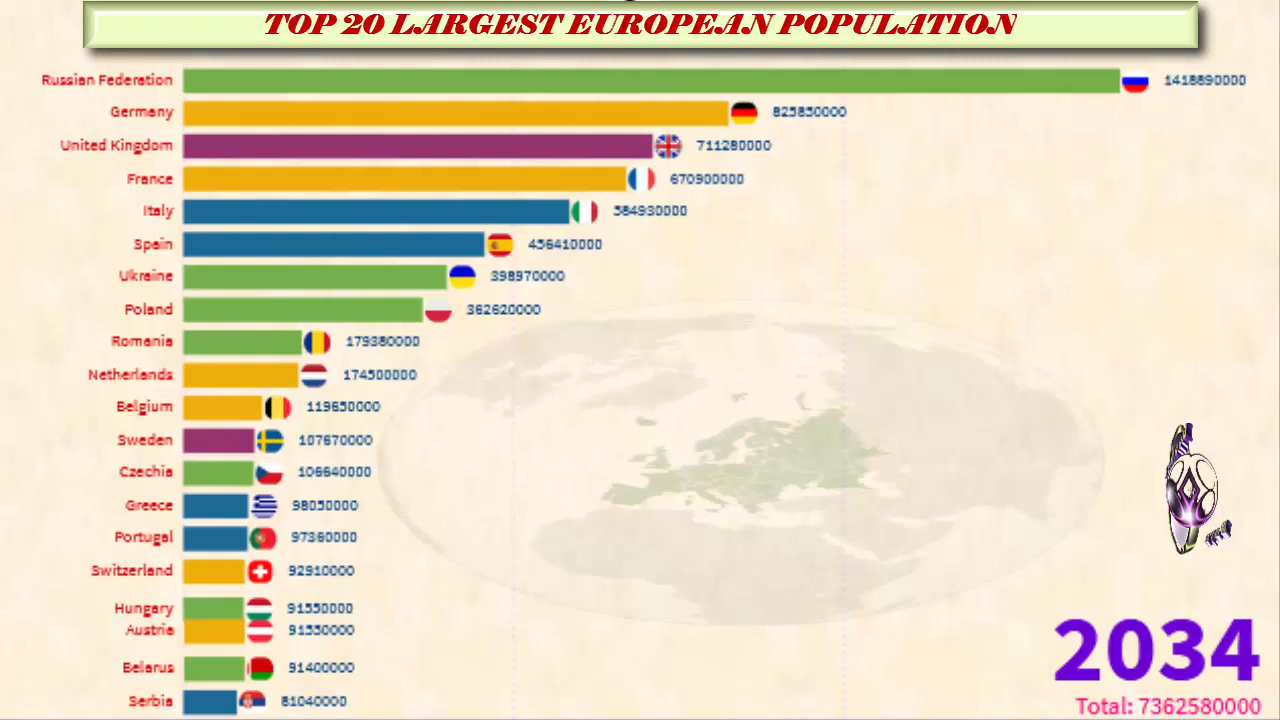 TOP 20 LARGEST EUROPEAN POPULATION
Russian Federation 1418890000
Germany 825850000
United Kingdom 711280000
France 670900000
Italy 584930000
Spain 456410000
Ukraine 398970000
Poland 362620000
Romania 179380000
Netherlands 174500000
Belgium 119650000
Sweden 107670000
Czechia 106640000
Greece 98050000
Portugal 97360000
Switzerland 92910000
Hungary 91550000
Austria 91550000
Belarus 91400000
Serbia 81040000
2034
Total: 7362580000